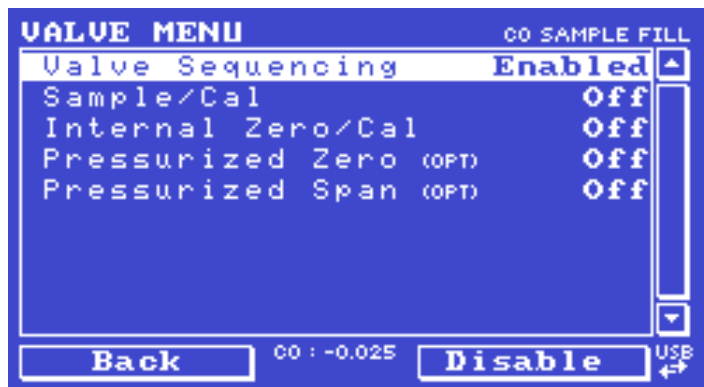 VALVE MENU CO SAMPLE FILL
Valve Sequencing Enabled
Sample/Cal Off
Internal Zero/Cal Off
Pressurized Zero (OPT) Off
Pressurized Span (OPT) Off
Back CO : -0.025 Disable USB